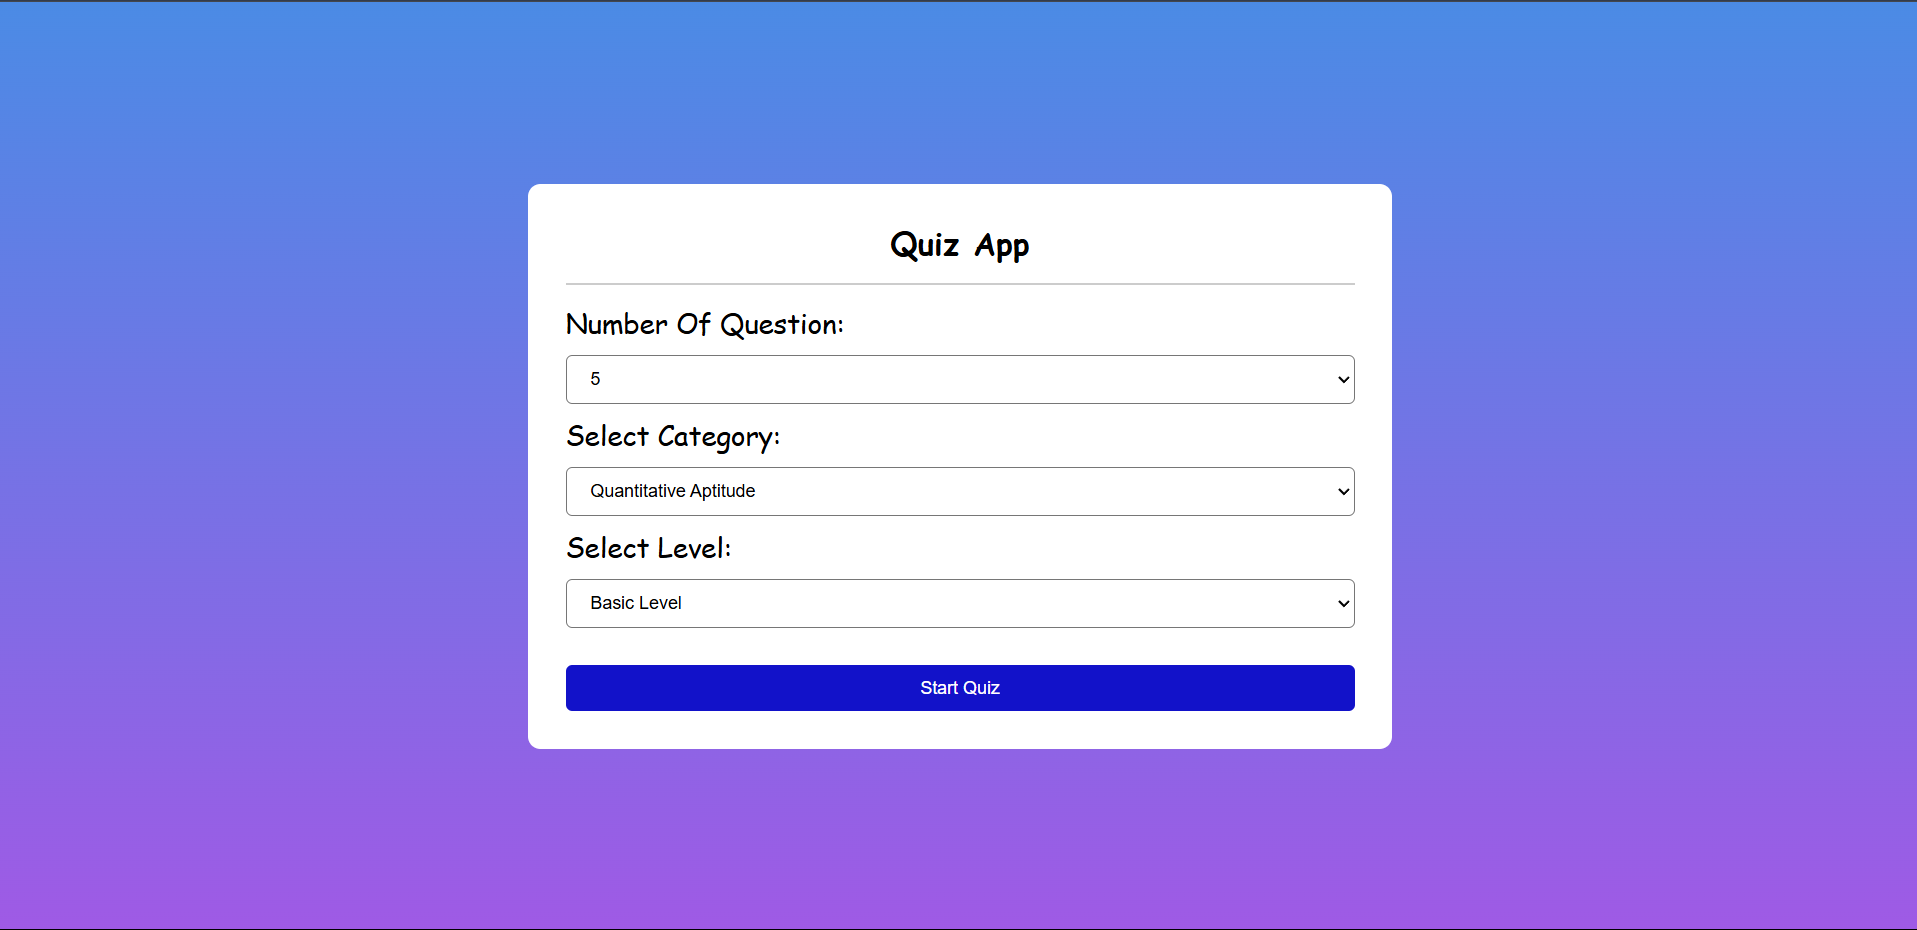 Quiz App
Number Of Question:
5
Select Category:
Quantitative Aptitude
Select Level:
Basic Level
Start Quiz